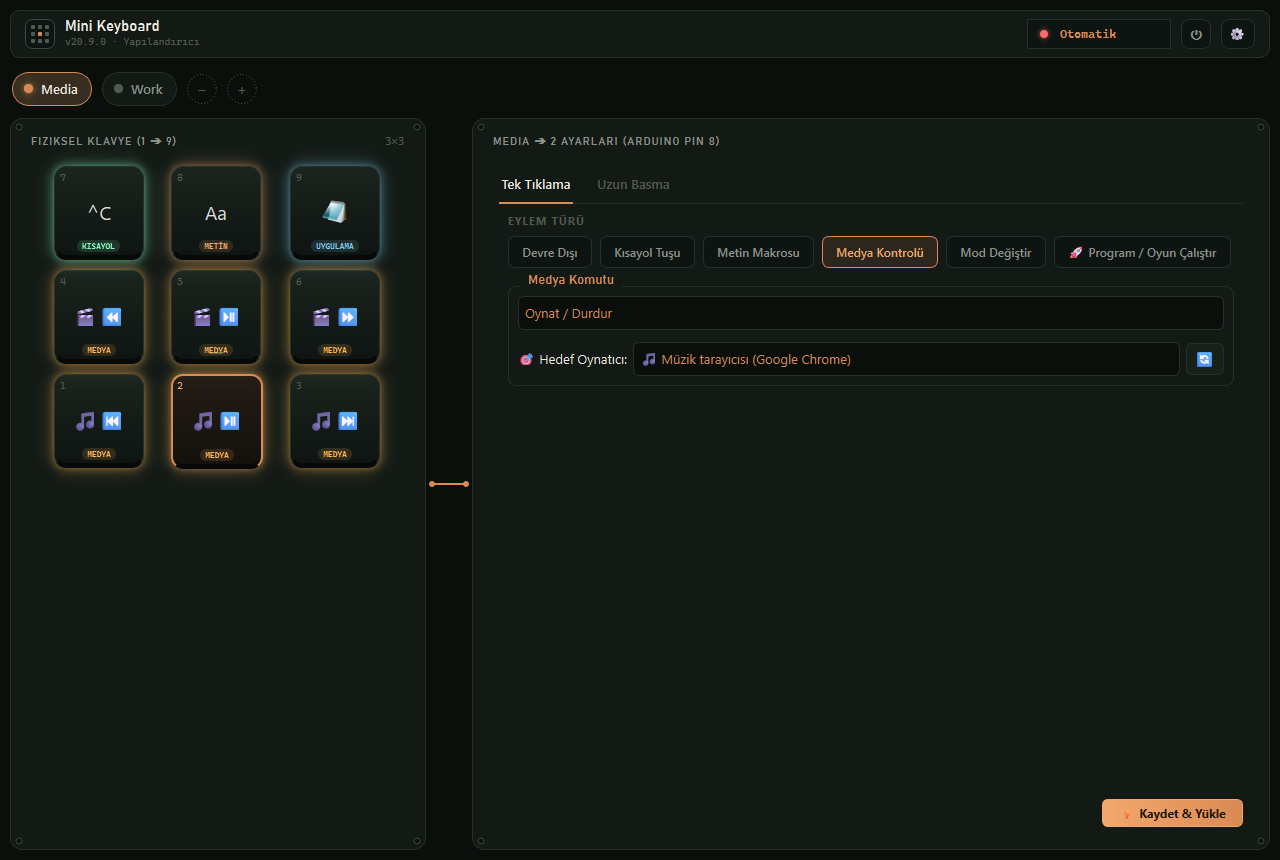 Mini Keyboard
v20.9.0 · Yapılandırıcı
Otomatik
Media
Work
−
+
FIZIKSEL KLAVYE (1 ➔ 9)
3×3
7
^C
KISAYOL
8
Aa
METİN
9
UYGULAMA
4
MEDYA
5
MEDYA
6
MEDYA
1
MEDYA
2
MEDYA
3
MEDYA
MEDIA ➔ 2 AYARLARI (ARDUINO PIN 8)
Tek Tıklama
Uzun Basma
EYLEM TÜRÜ
Devre Dışı
Kısayol Tuşu
Metin Makrosu
Medya Kontrolü
Mod Değiştir
🚀 Program / Oyun Çalıştır
Medya Komutu
Oynat / Durdur
🎯 Hedef Oynatıcı:
🎵 Müzik tarayıcısı (Google Chrome)
Kaydet & Yükle